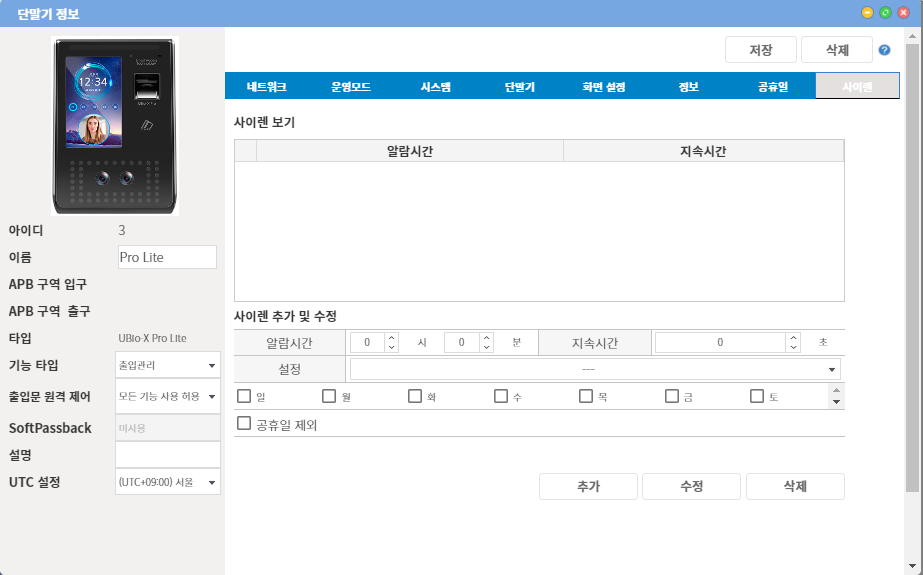 단말기 정보
12:34
저장 삭제
네트워크 운영모드 시스템 단말기 화면 설정 정보 공휴일 사이렌
사이렌 보기
알람시간 지속시간
아이디 3
이름 Pro Lite
APB 구역 입구
APB 구역 출구
타입 UBio-X Pro Lite
기능 타입 출입관리
출입문 원격 제어 모든 기능 사용 허용
SoftPassback 미사용
설명
UTC 설정 (UTC+09:00) 서울
사이렌 추가 및 수정
알람시간 0 시 0 분 지속시간 0 초
설정 ---
일 월 화 수 목 금 토
공휴일 제외
추가 수정 삭제